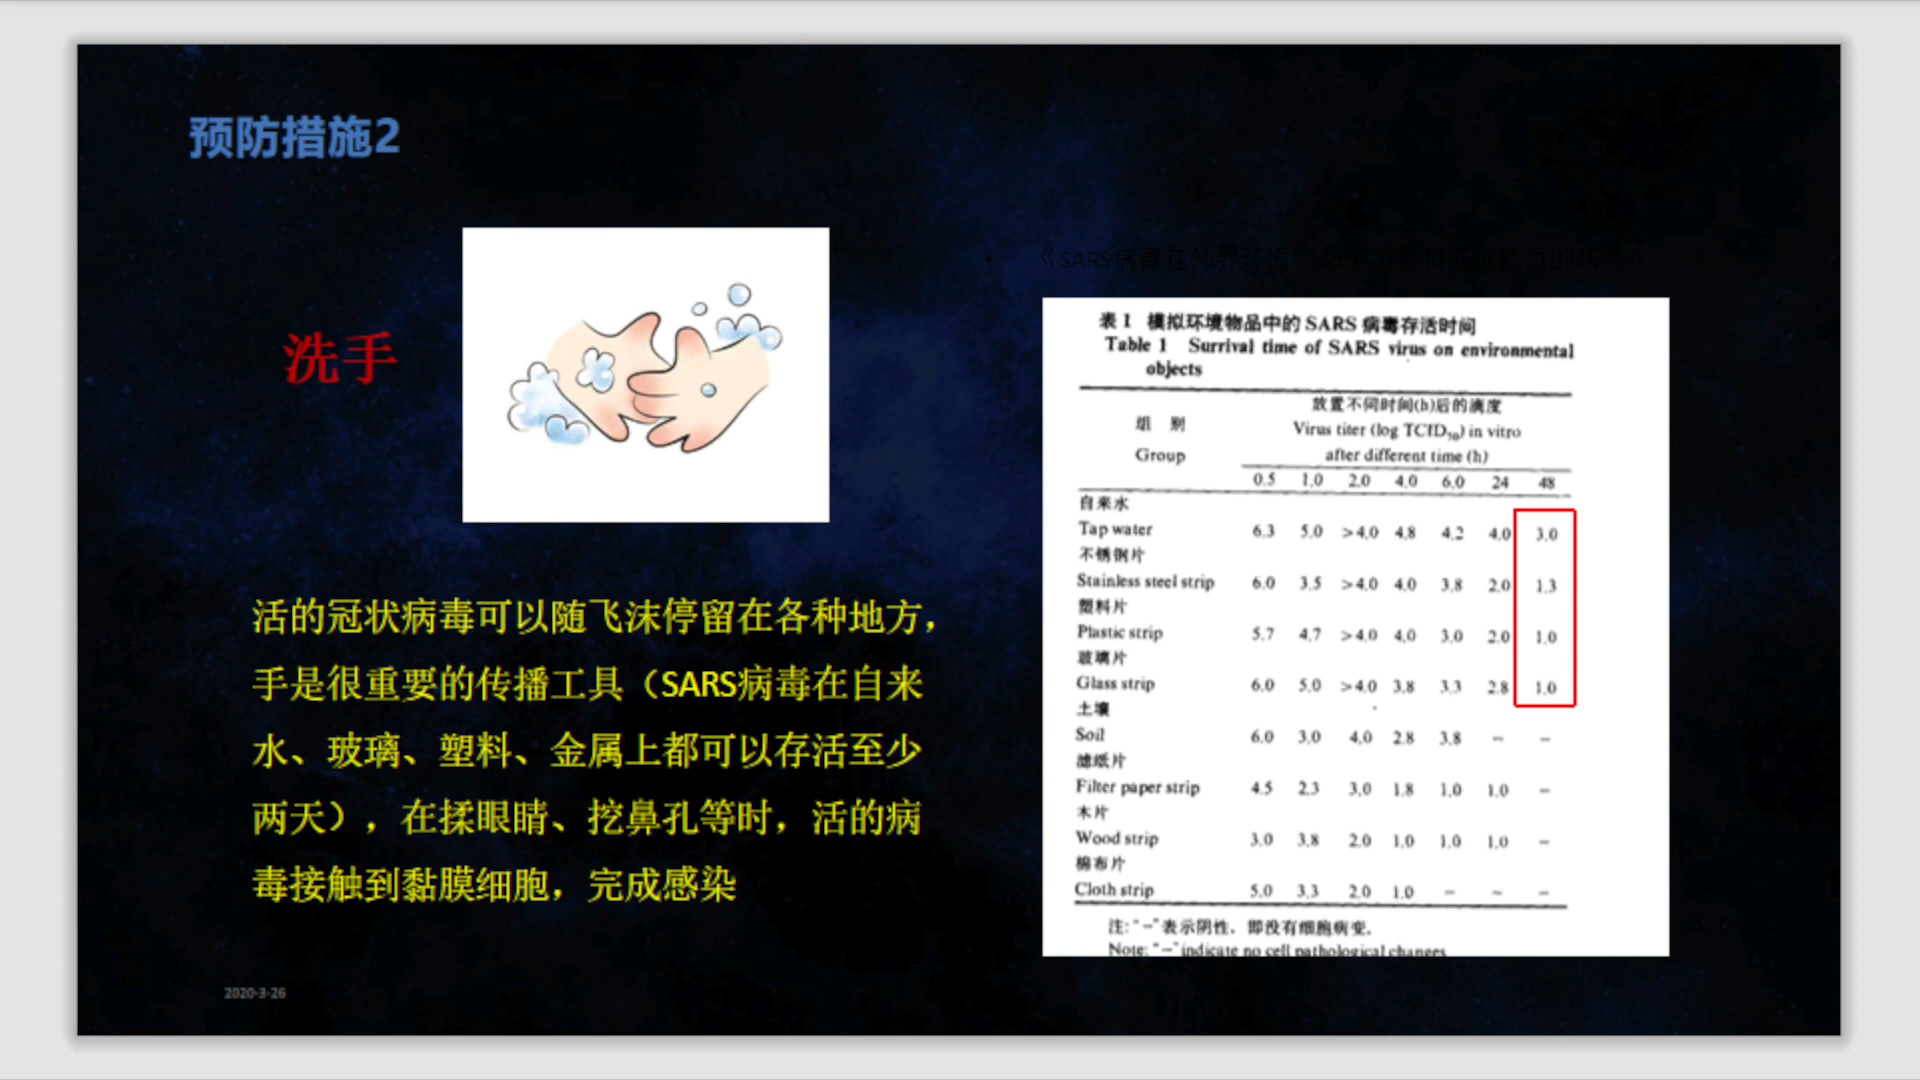 预防措施2
洗手
活的冠状病毒可以随飞沫停留在各种地方,
手是很重要的传播工具（SARS病毒在自来
水、玻璃、塑料、金属上都可以存活至少
两天），在揉眼睛、挖鼻孔等时，活的病
毒接触到黏膜细胞，完成感染
2020-3-26
《SARS病毒在外界环境物品中
表1 模拟环境物品中的 SARS 病毒存活时间
Table 1 Surrival time of SARS virus on environmental
objects
放置不同时间(h)后的滴度
组 别
Virus titer (log TCID50) in vitro
Group
after different time (h)
0.5 1.0 2.0 4.0 6.0 24 48
自来水
Tap water 6.3 5.0 >4.0 4.8 4.2 4.0 3.0
不锈钢片
Stainless steel strip 6.0 3.5 >4.0 4.0 3.8 2.0 1.3
塑料片
Plastic strip 5.7 4.7 >4.0 4.0 3.0 2.0 1.0
玻璃片
Glass strip 6.0 5.0 >4.0 3.8 3.3 2.8 1.0
土壤
Soil 6.0 3.0 4.0 2.8 3.8 − −
滤纸片
Filter paper strip 4.5 2.3 3.0 1.8 1.0 1.0 −
木片
Wood strip 3.0 3.8 2.0 1.0 1.0 1.0 −
棉布片
Cloth strip 5.0 3.3 2.0 1.0 − − −
注:"−"表示阴性，即没有细胞病变.
Note: "−" indicate no cell pathological changes